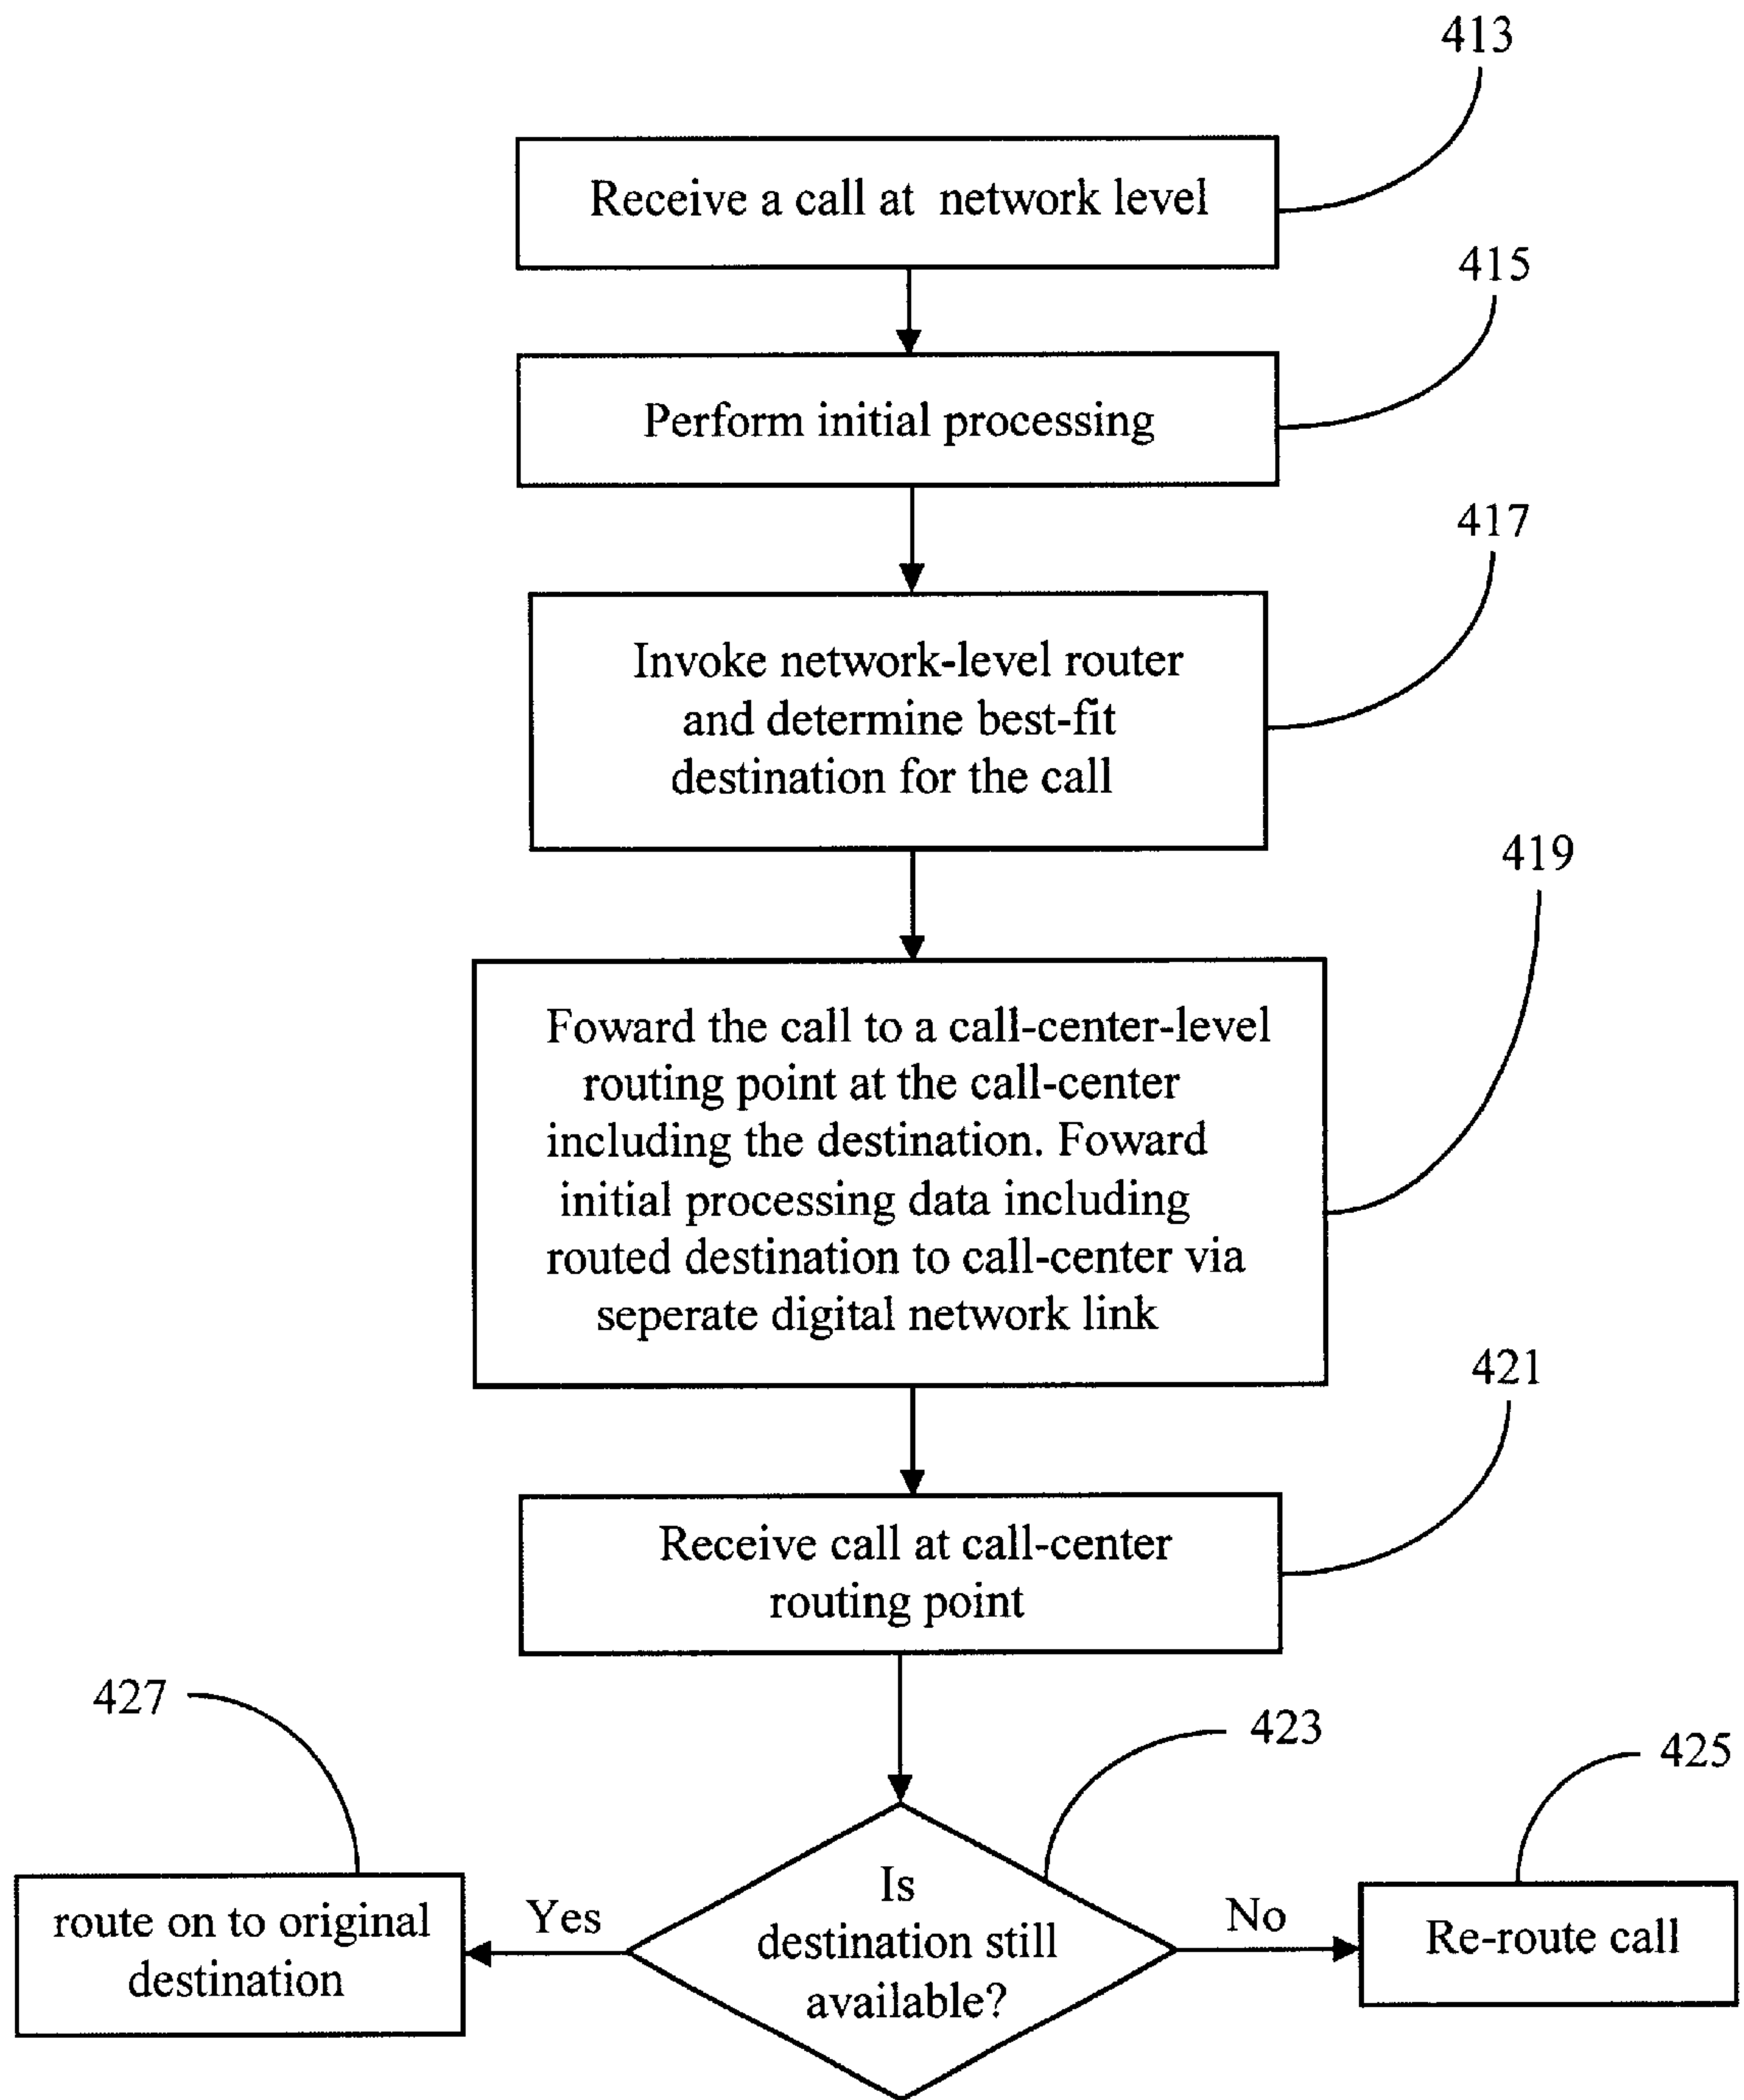 413
Receive a call at network level
415
Perform initial processing
417
Invoke network-level router
and determine best-fit
destination for the call
419
Foward the call to a call-center-level
routing point at the call-center
including the destination. Foward
initial processing data including
routed destination to call-center via
seperate digital network link
421
Receive call at call-center
routing point
427
423
425
Is
destination still
available?
Yes
No
route on to original
destination
Re-route call